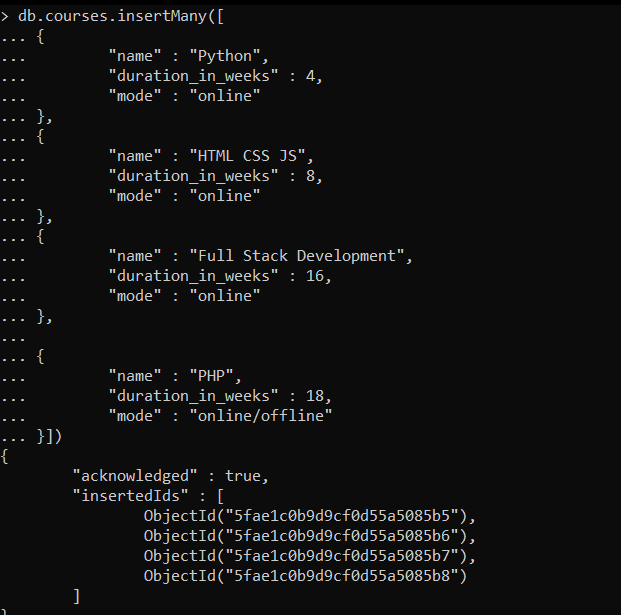 > db.courses.insertMany([
... {
...         "name" : "Python",
...         "duration_in_weeks" : 4,
...         "mode" : "online"
... },
... {
...         "name" : "HTML CSS JS",
...         "duration_in_weeks" : 8,
...         "mode" : "online"
... },
... {
...         "name" : "Full Stack Development",
...         "duration_in_weeks" : 16,
...         "mode" : "online"
... },
...
... {
...         "name" : "PHP",
...         "duration_in_weeks" : 18,
...         "mode" : "online/offline"
... }])
{
        "acknowledged" : true,
        "insertedIds" : [
                ObjectId("5fae1c0b9d9cf0d55a5085b5"),
                ObjectId("5fae1c0b9d9cf0d55a5085b6"),
                ObjectId("5fae1c0b9d9cf0d55a5085b7"),
                ObjectId("5fae1c0b9d9cf0d55a5085b8")
        ]
}